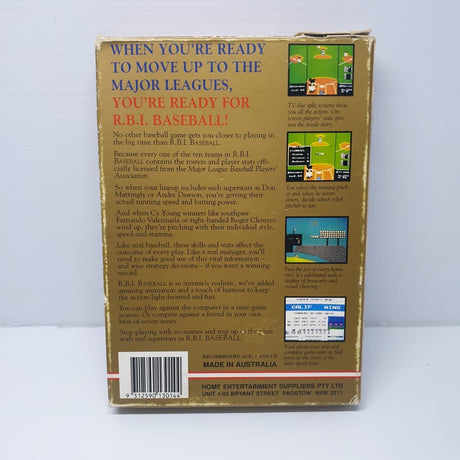 WHEN YOU'RE READY
TO MOVE UP TO THE
MAJOR LEAGUES,
YOU'RE READY FOR
R.B.I. BASEBALL!
No other baseball game gets you closer to playing in
the big time than R.B.I. BASEBALL.
Because every one of the ten teams in R.B.I.
BASEBALL contains the rosters and player stats offi-
cially licensed from the Major League Baseball Players'
Association.
So when your lineup includes such superstars as Don
Mattingly or Andre Dawson, you're getting their
actual running speed and batting power.
And when Cy Young winners like southpaw
Fernando Valenzuela or right-handed Roger Clemens
wind up, they're pitching with their individual style,
speed and stamina.
Like real baseball, these skills and stats affect the
outcome of every play. Like a real manager, you'll
need to make good use of this vital information –
and wise strategy decisions – if you want a winning
record.
R.B.I. BASEBALL is so intensely realistic, we've added
amusing animation and a touch of humour to keep
the action light-hearted and fun.
You can play against the computer in a nine-game
season. Or compete against a friend in your own
best-of-seven series.
Stop playing with no-names and step up to the plate
with real superstars in R.B.I. BASEBALL
TV-like split screens show
you all the action. On-
screen players' stats give
you the inside story.
You select the starting pitch-
er and when he wears
down, decide which relief
pitcher to use
Feel the joy of every home
run! It's celebrated with a
display of fireworks and
crowd cheering
CALIF. WINS
Read about your win and
complete game stats in bold
print on the front of the
RECOMMENDED AGE: 7 AND UP
MADE IN AUSTRALIA
9 312590 130144
HOME ENTERTAINMENT SUPPLIERS PTY LTD
UNIT 4/92 BRYANT STREET PADSTOW NSW 2211